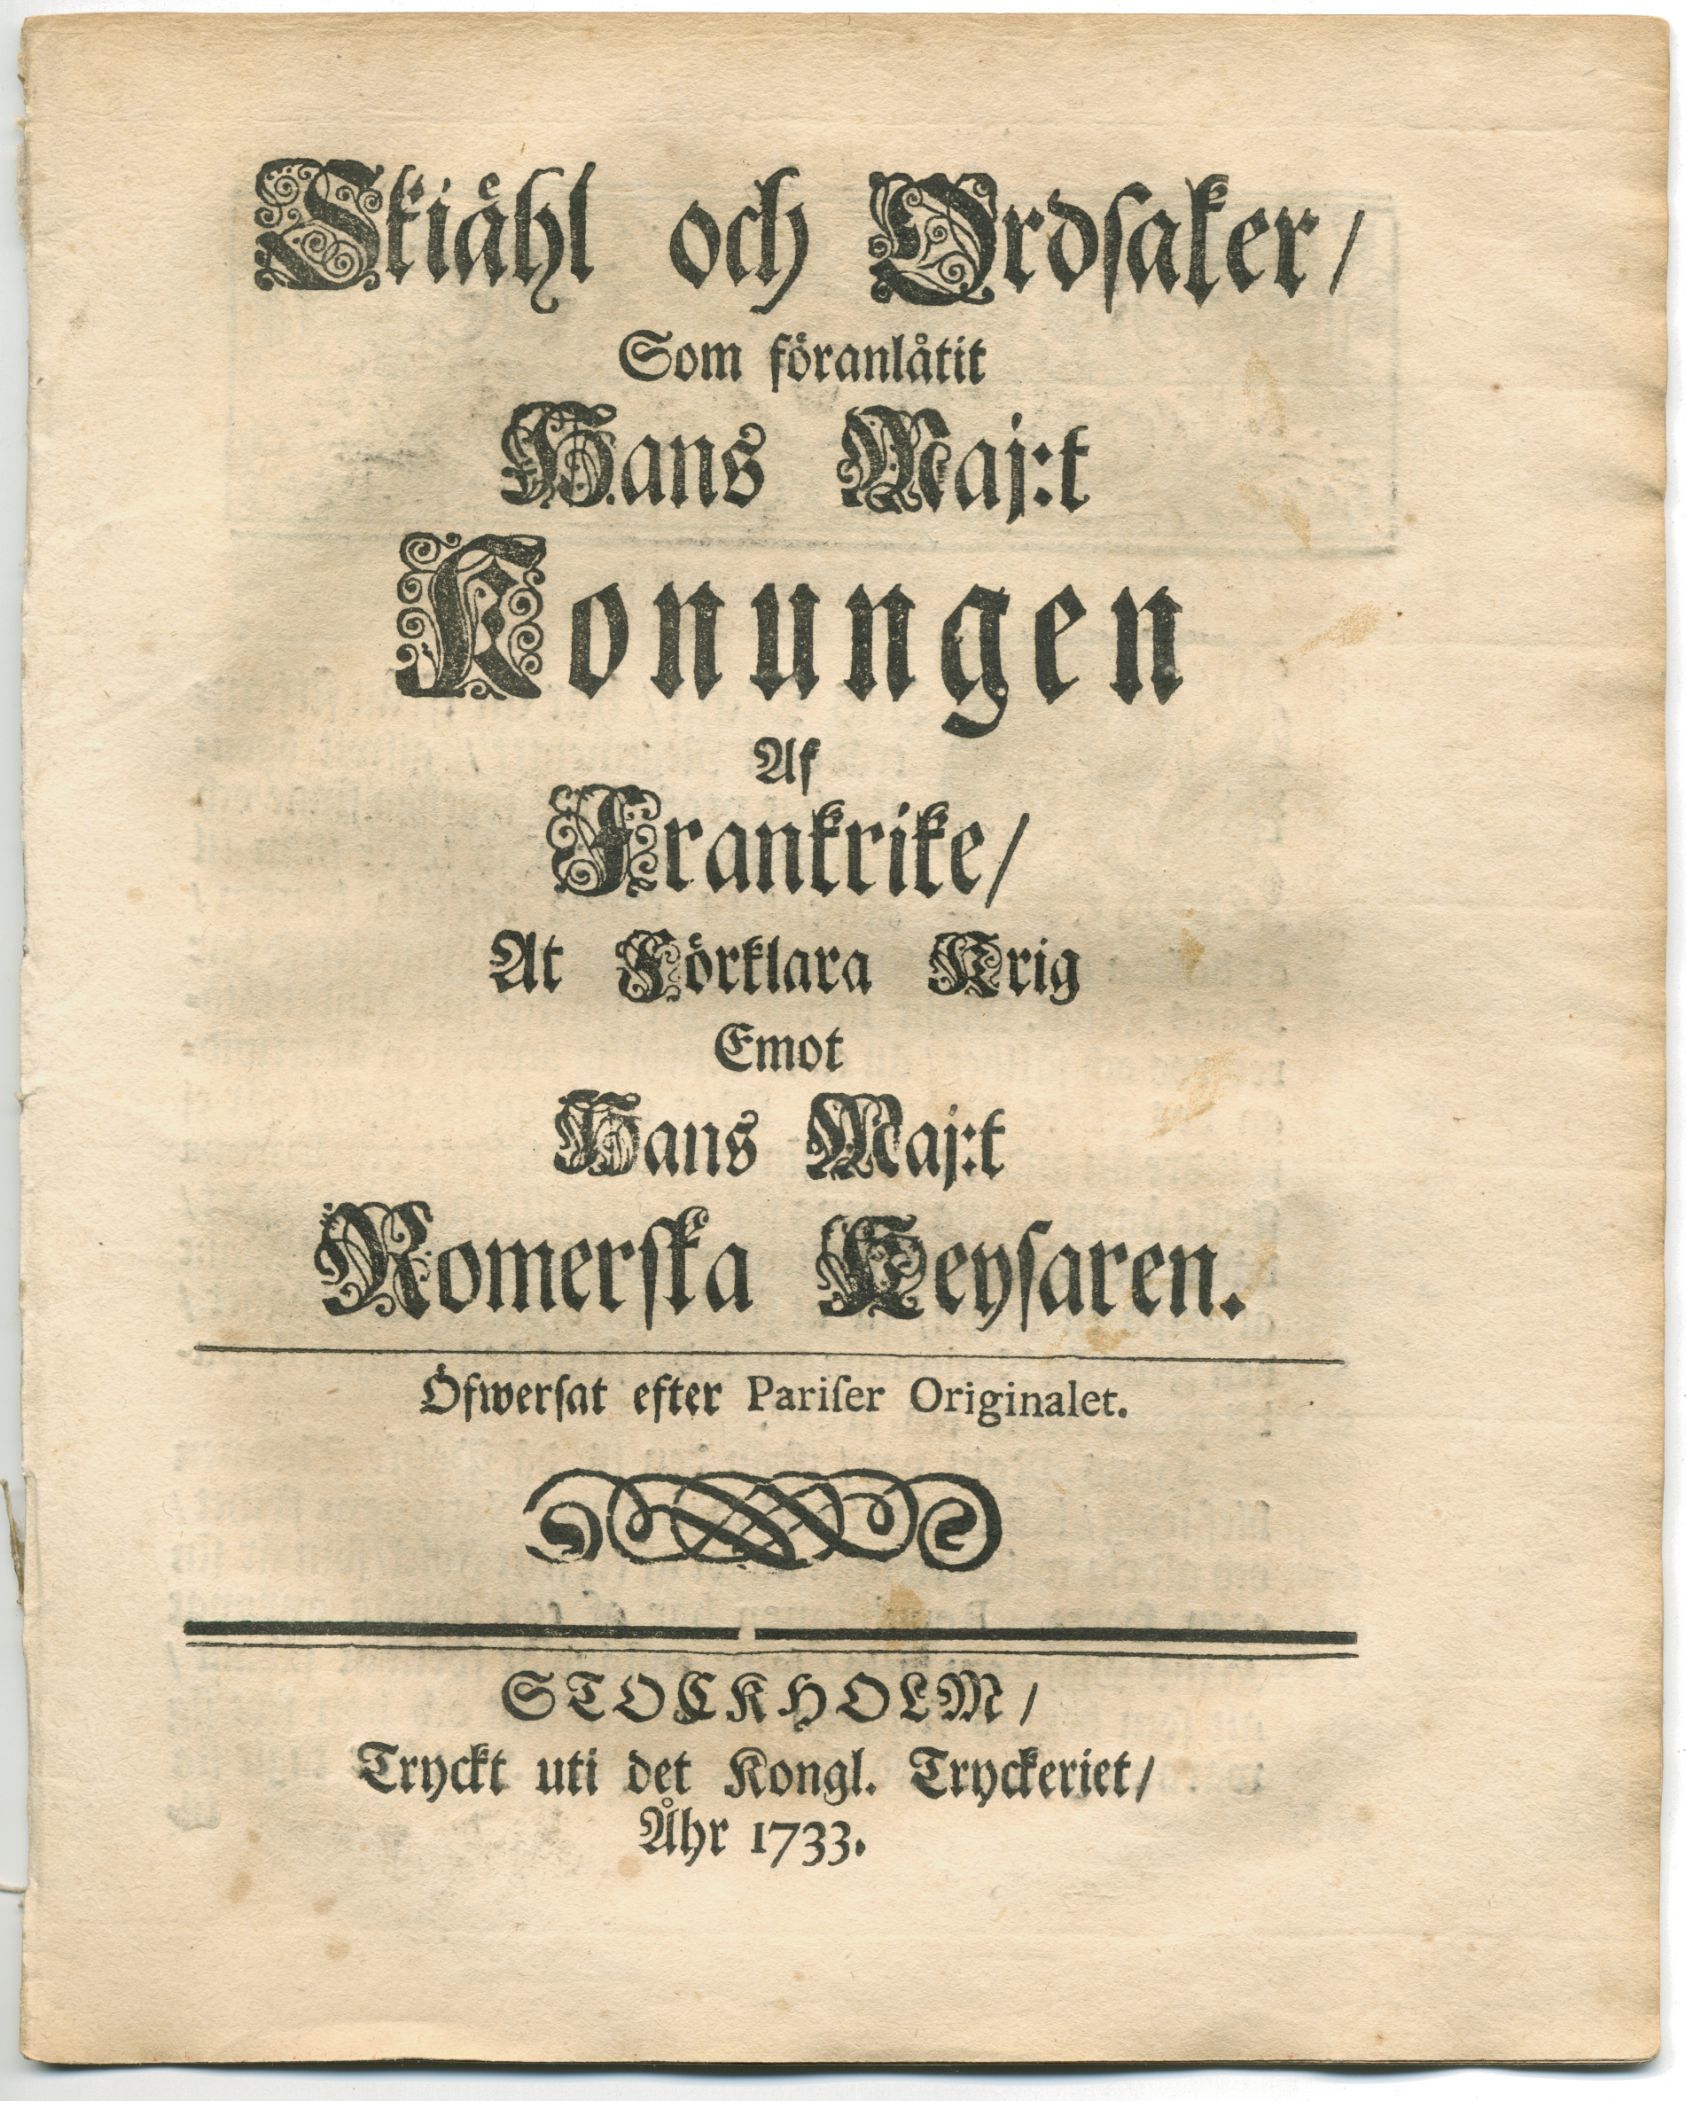 Skiähl och Ordsaker/
Som föranlåtit
Hans Maj:t
Konungen
Af
Frankrike/
At Förklara Krig
Emot
Hans Maj:t
Romerska Keysaren.
Öfwersat efter Pariser Originalet.
STOCKHOLM/
Tryckt uti det Kongl. Tryckeriet/
Åhr 1733.